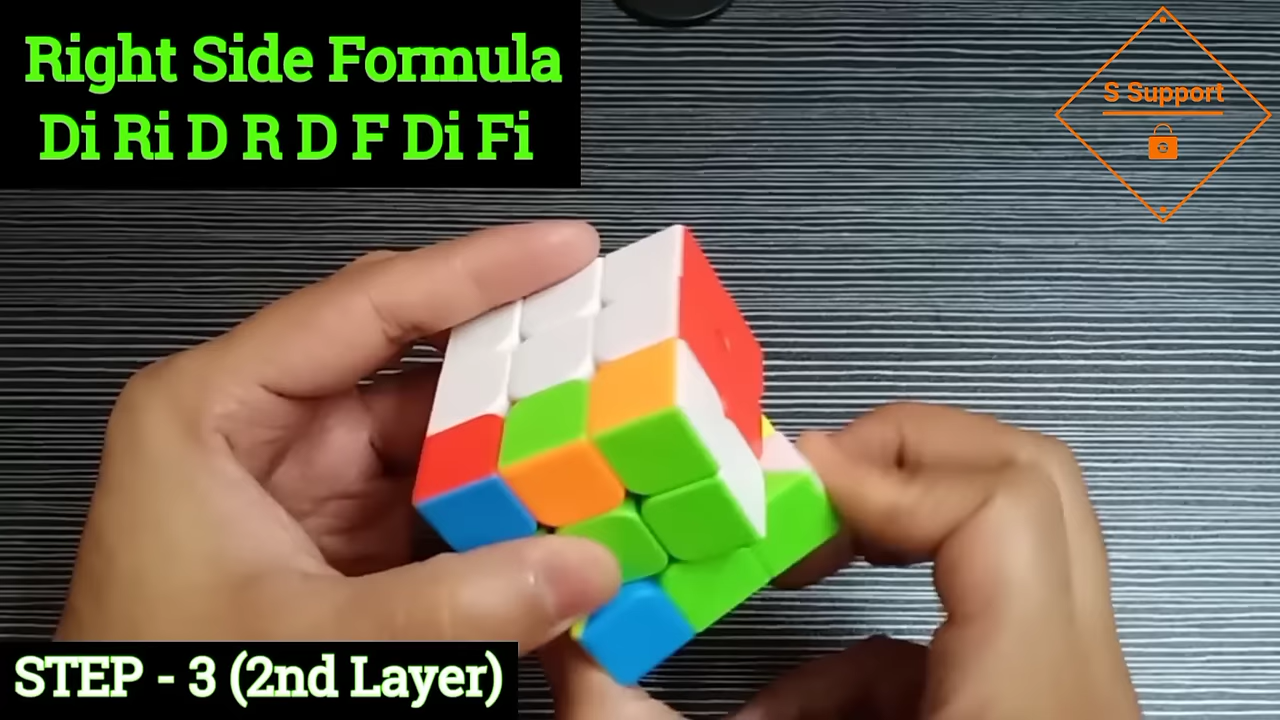 Right Side Formula
Di Ri D R D F Di Fi
S Support
STEP - 3 (2nd Layer)